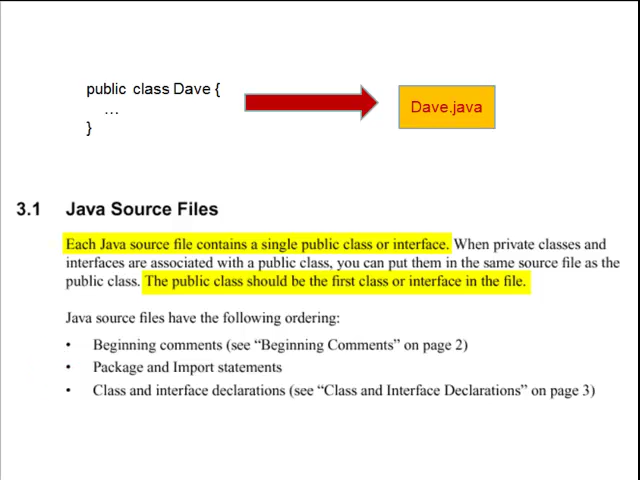 public class Dave {
...
}
Dave.java
3.1 Java Source Files
Each Java source file contains a single public class or interface. When private classes and
interfaces are associated with a public class, you can put them in the same source file as the
public class. The public class should be the first class or interface in the file.
Java source files have the following ordering:
• Beginning comments (see “Beginning Comments” on page 2)
• Package and Import statements
• Class and interface declarations (see “Class and Interface Declarations” on page 3)